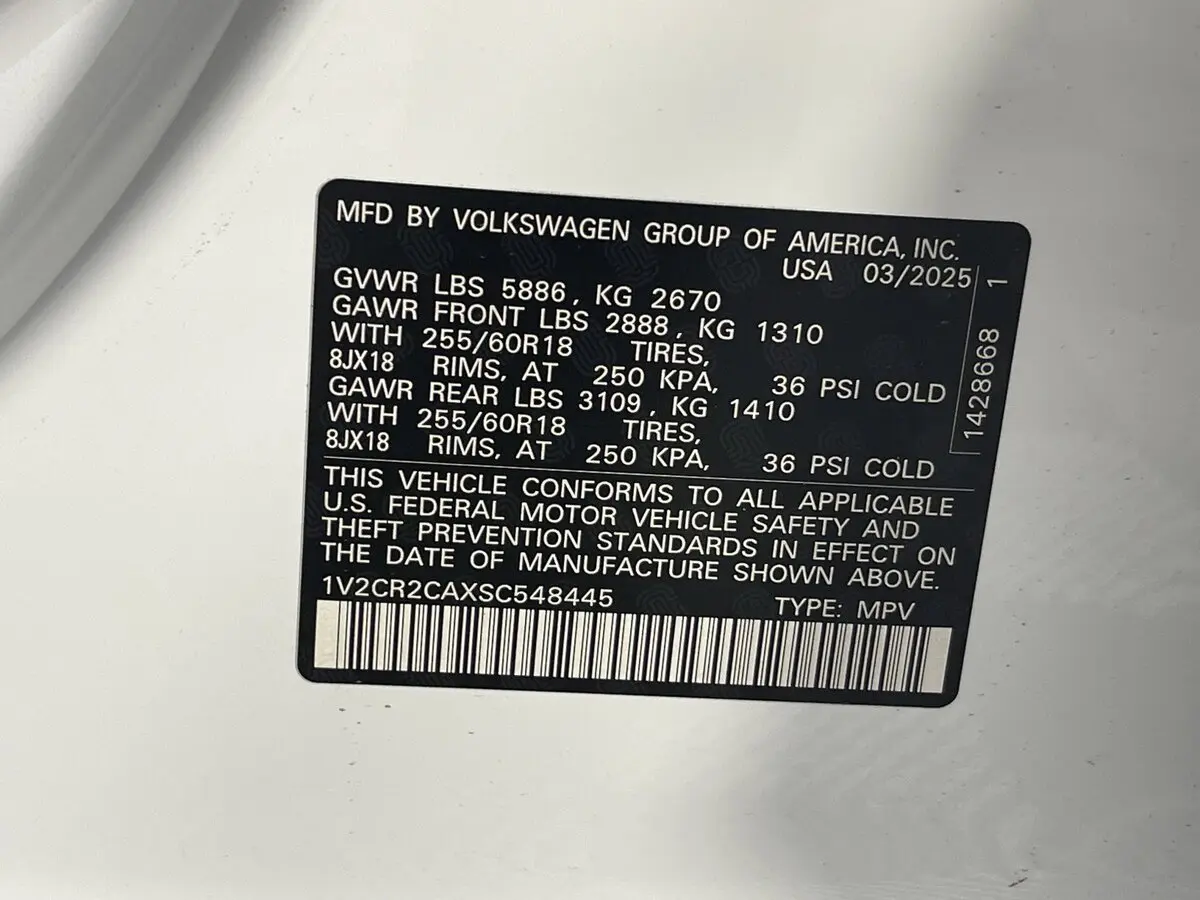 MFD BY VOLKSWAGEN GROUP OF AMERICA, INC.
USA 03/2025
GVWR LBS 5886, KG 2670
GAWR FRONT LBS 2888, KG 1310
WITH 255/60R18 TIRES,
8JX18 RIMS, AT 250 KPA, 36 PSI COLD
GAWR REAR LBS 3109, KG 1410
WITH 255/60R18 TIRES,
8JX18 RIMS, AT 250 KPA, 36 PSI COLD
THIS VEHICLE CONFORMS TO ALL APPLICABLE
U.S. FEDERAL MOTOR VEHICLE SAFETY AND
THEFT PREVENTION STANDARDS IN EFFECT ON
THE DATE OF MANUFACTURE SHOWN ABOVE.
1V2CR2CAXSC548445 TYPE: MPV
1428668 1